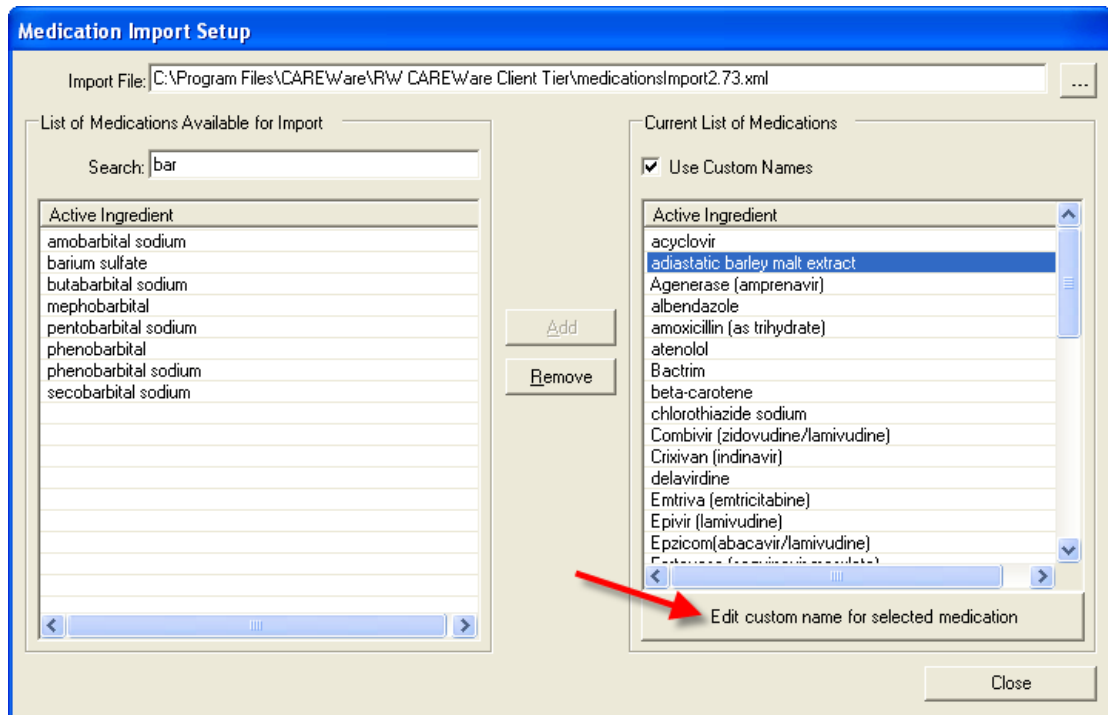 Medication Import Setup
Import File: C:\Program Files\CAREWare\RW CAREWare Client Tier\medicationsImport2.73.xml ...
List of Medications Available for Import
Search: bar
Active Ingredient
amobarbital sodium
barium sulfate
butabarbital sodium
mephobarbital
pentobarbital sodium
phenobarbital
phenobarbital sodium
secobarbital sodium
Add
Remove
Current List of Medications
Use Custom Names
Active Ingredient
acyclovir
adiastatic barley malt extract
Agenerase (amprenavir)
albendazole
amoxicillin (as trihydrate)
atenolol
Bactrim
beta-carotene
chlorothiazide sodium
Combivir (zidovudine/lamivudine)
Crixivan (indinavir)
delavirdine
Emtriva (emtricitabine)
Epivir (lamivudine)
Epzicom(abacavir/lamivudine)
Edit custom name for selected medication
Close